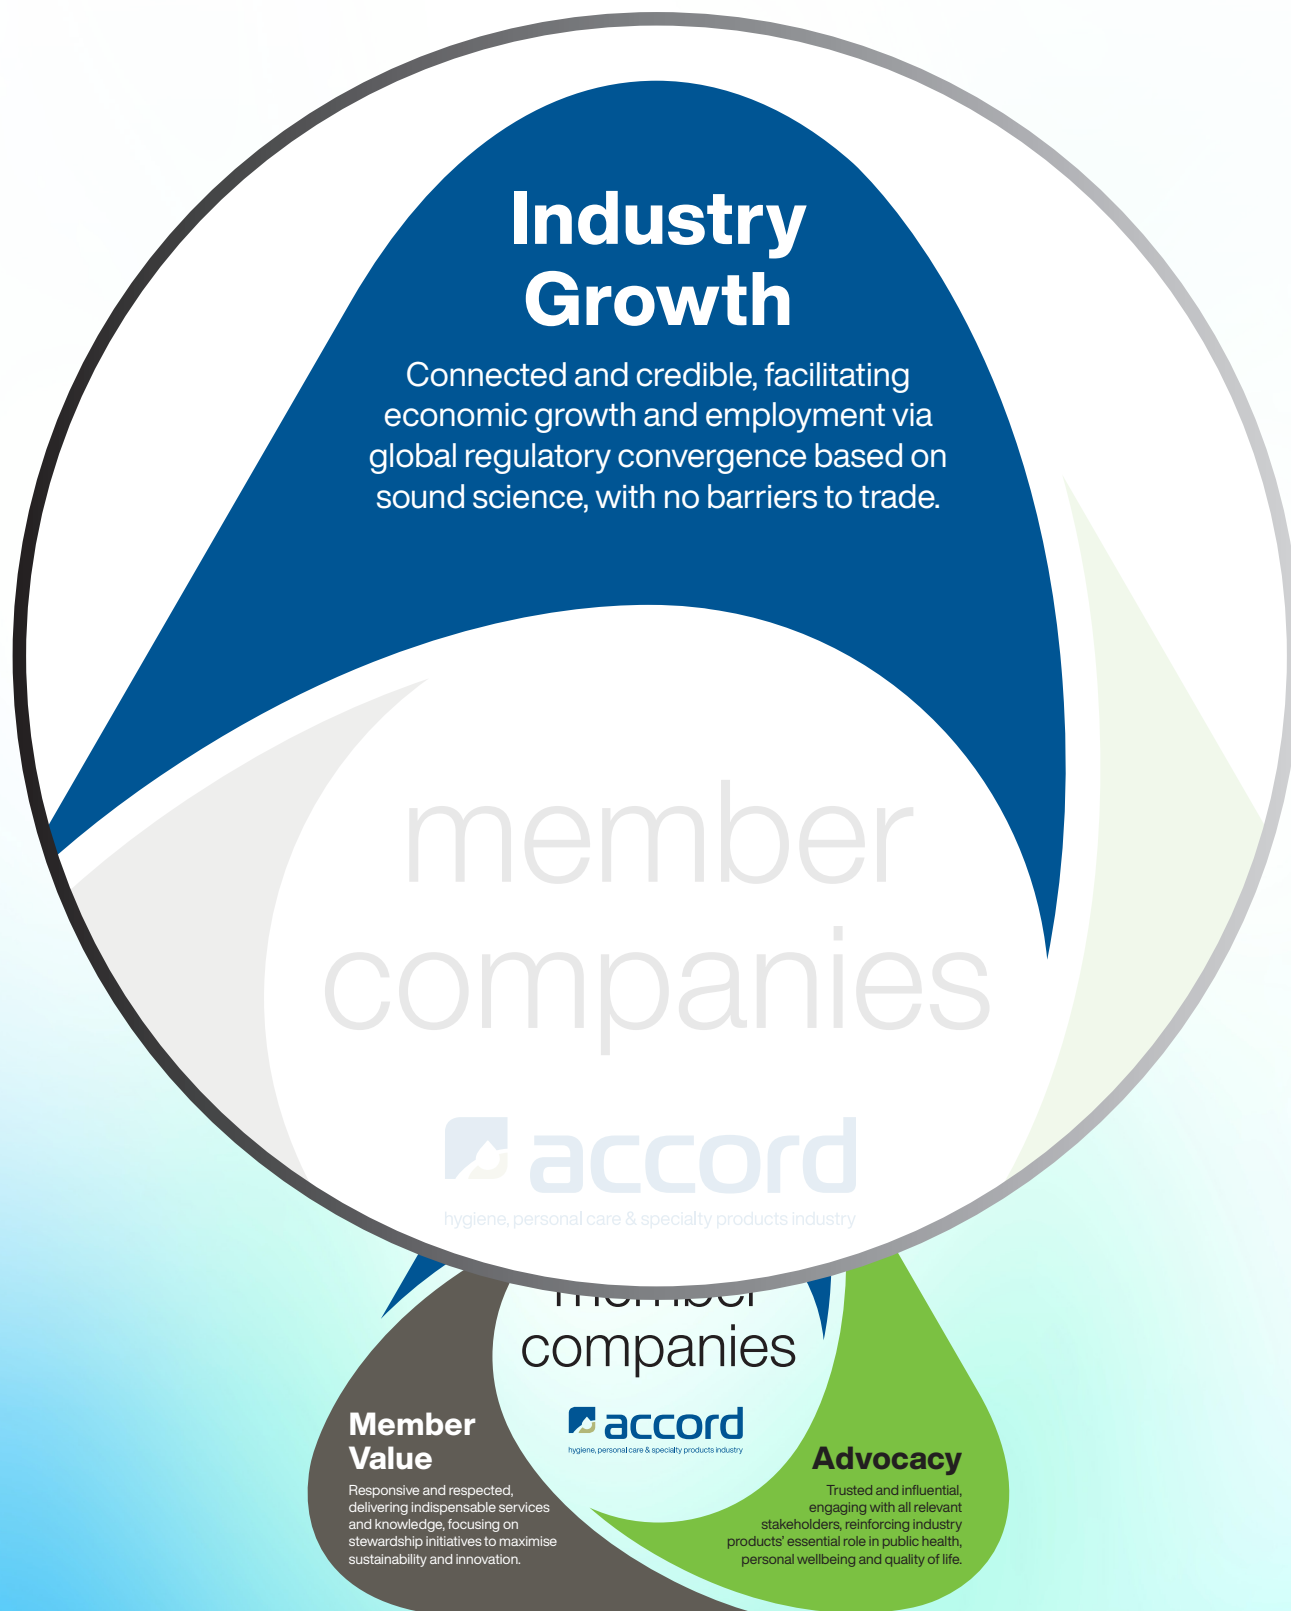 Industry
Growth
Connected and credible, facilitating
economic growth and employment via
global regulatory convergence based on
sound science, with no barriers to trade.
member
companies
accord
hygiene, personal care & specialty products industry
member
companies
accord
hygiene, personal care & specialty products industry
Member
Value
Responsive and respected,
delivering indispensable services
and knowledge, focusing on
stewardship initiatives to maximise
sustainability and innovation.
Advocacy
Trusted and influential,
engaging with all relevant
stakeholders, reinforcing industry
products' essential role in public health,
personal wellbeing and quality of life.